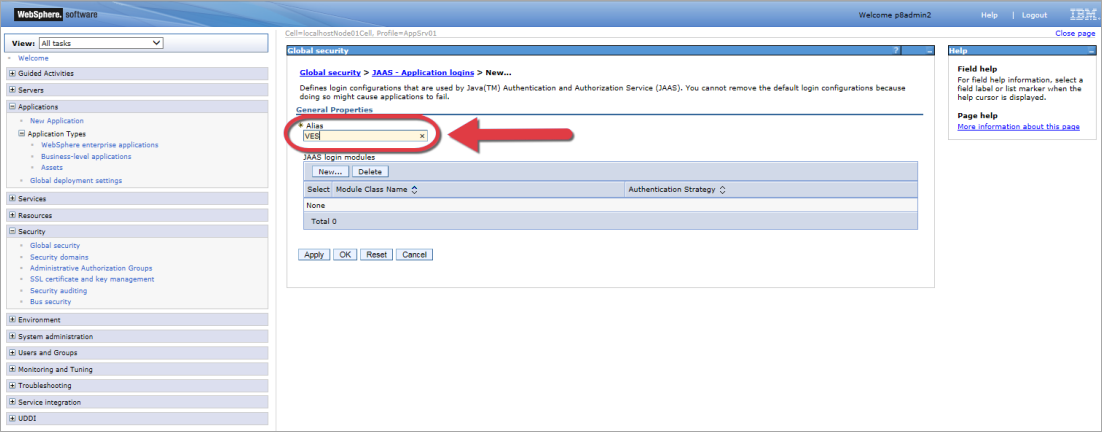 WebSphere. software
Welcome p8admin2
Help | Logout
IBM.
View: All tasks
Welcome
Guided Activities
Servers
Applications
New Application
Application Types
WebSphere enterprise applications
Business-level applications
Assets
Global deployment settings
Services
Resources
Security
Global security
Security domains
Administrative Authorization Groups
SSL certificate and key management
Security auditing
Bus security
Environment
System administration
Users and Groups
Monitoring and Tuning
Troubleshooting
Service integration
UDDI
Cell=localhostNode01Cell, Profile=AppSrv01
Close page
Global security
?
Global security > JAAS - Application logins > New...
Defines login configurations that are used by Java(TM) Authentication and Authorization Service (JAAS). You cannot remove the default login configurations because
doing so might cause applications to fail.
General Properties
* Alias
VES
×
JAAS login modules
New... Delete
Select Module Class Name Authentication Strategy
None
Total 0
Apply OK Reset Cancel
Help
Field help
For field help information, select a
field label or list marker when the
help cursor is displayed.
Page help
More information about this page